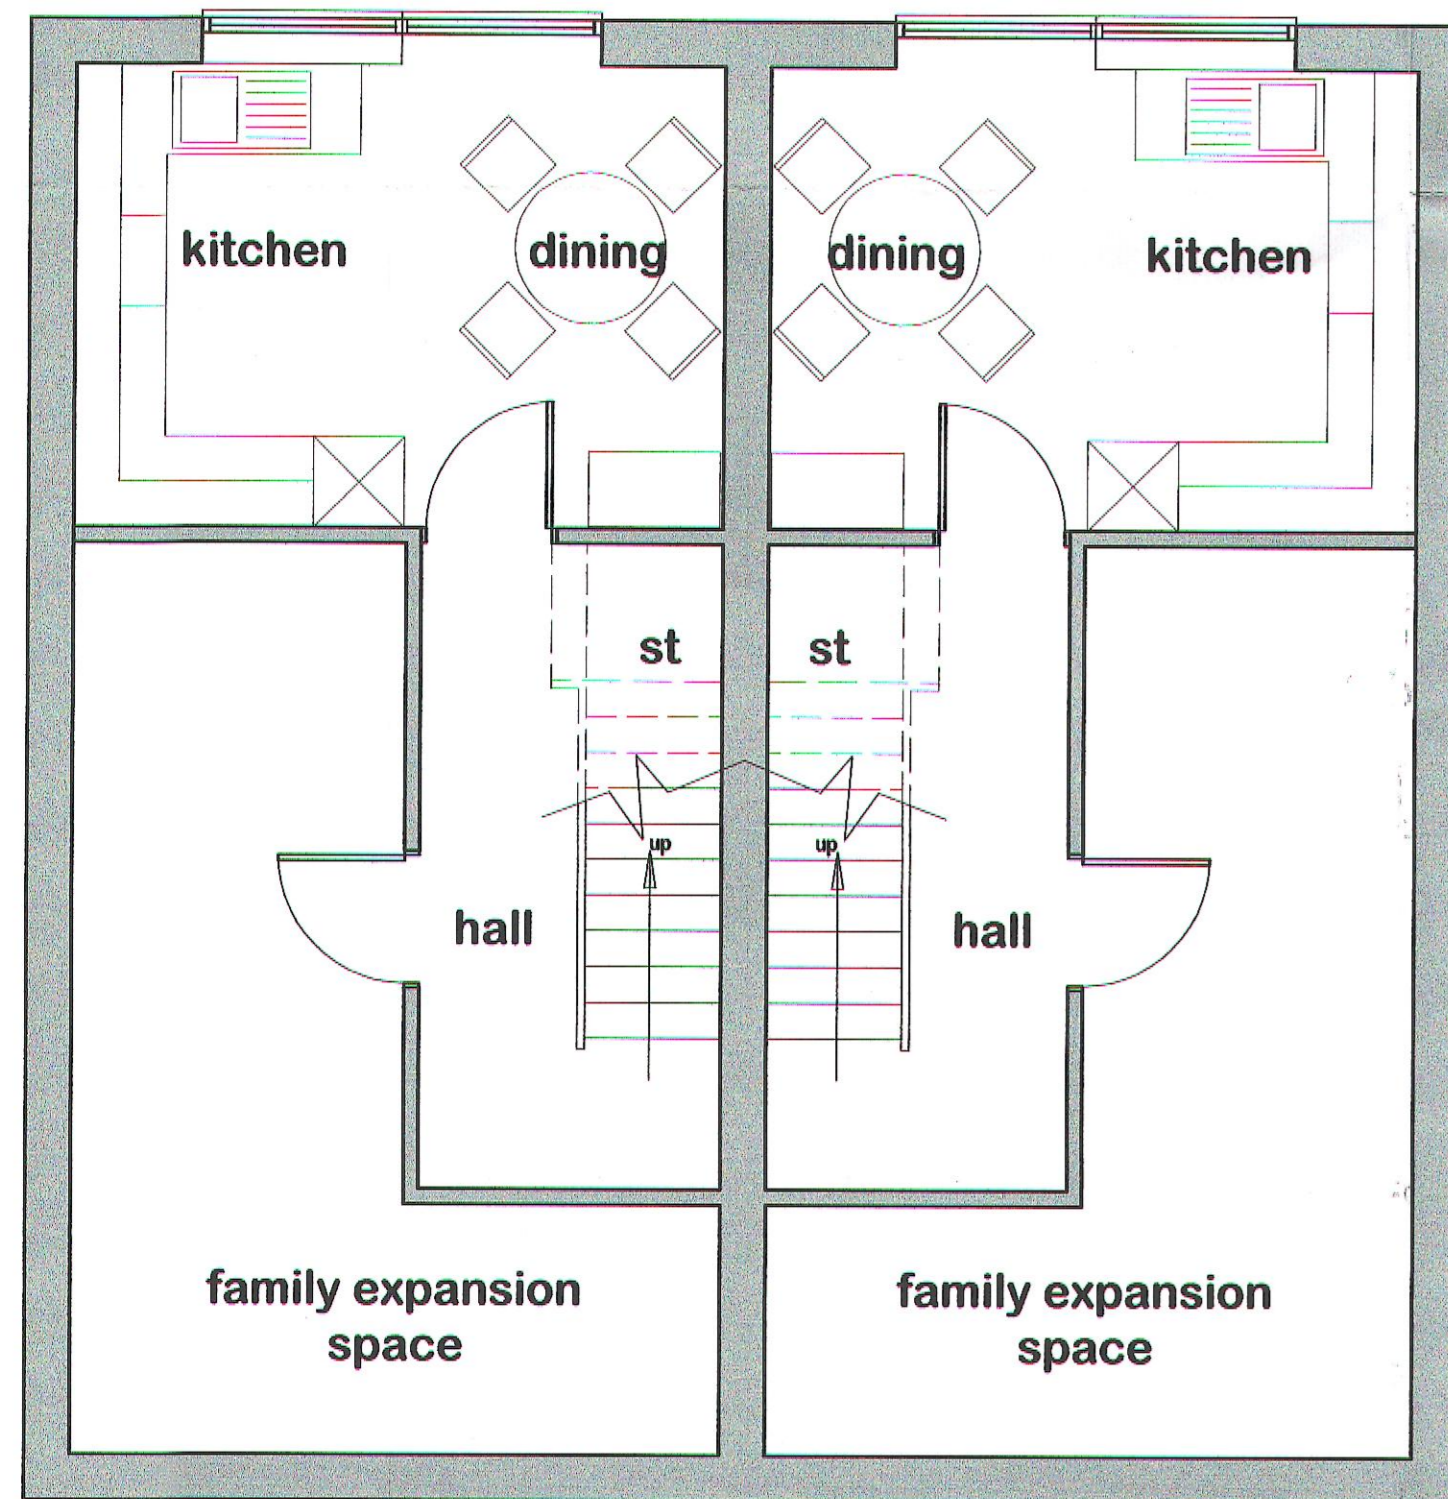 kitchen
dining
dining
kitchen
st
st
up
up
hall
hall
family expansion
space
family expansion
space